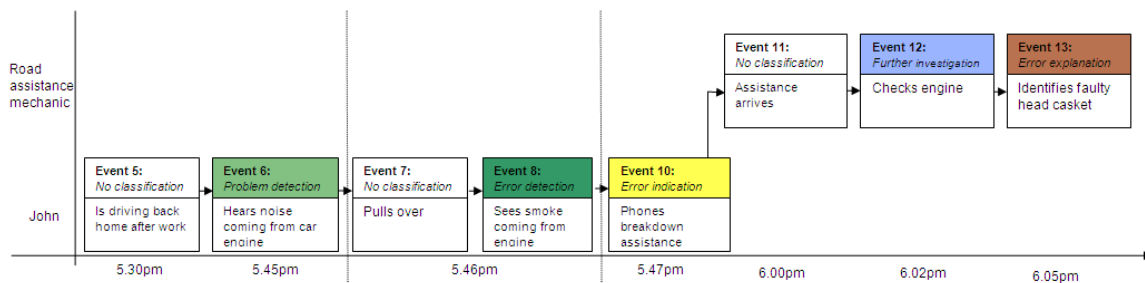 Road
assistance
mechanic
Event 11:
No classification
Assistance
arrives
Event 12:
Further investigation
Checks engine
Event 13:
Error explanation
Identifies faulty
head casket
John
Event 5:
No classification
Is driving back
home after work
Event 6:
Problem detection
Hears noise
coming from car
engine
Event 7:
No classification
Pulls over
Event 8:
Error detection
Sees smoke
coming from
engine
Event 10:
Error indication
Phones
breakdown
assistance
5.30pm
5.45pm
5.46pm
5.47pm
6.00pm
6.02pm
6.05pm